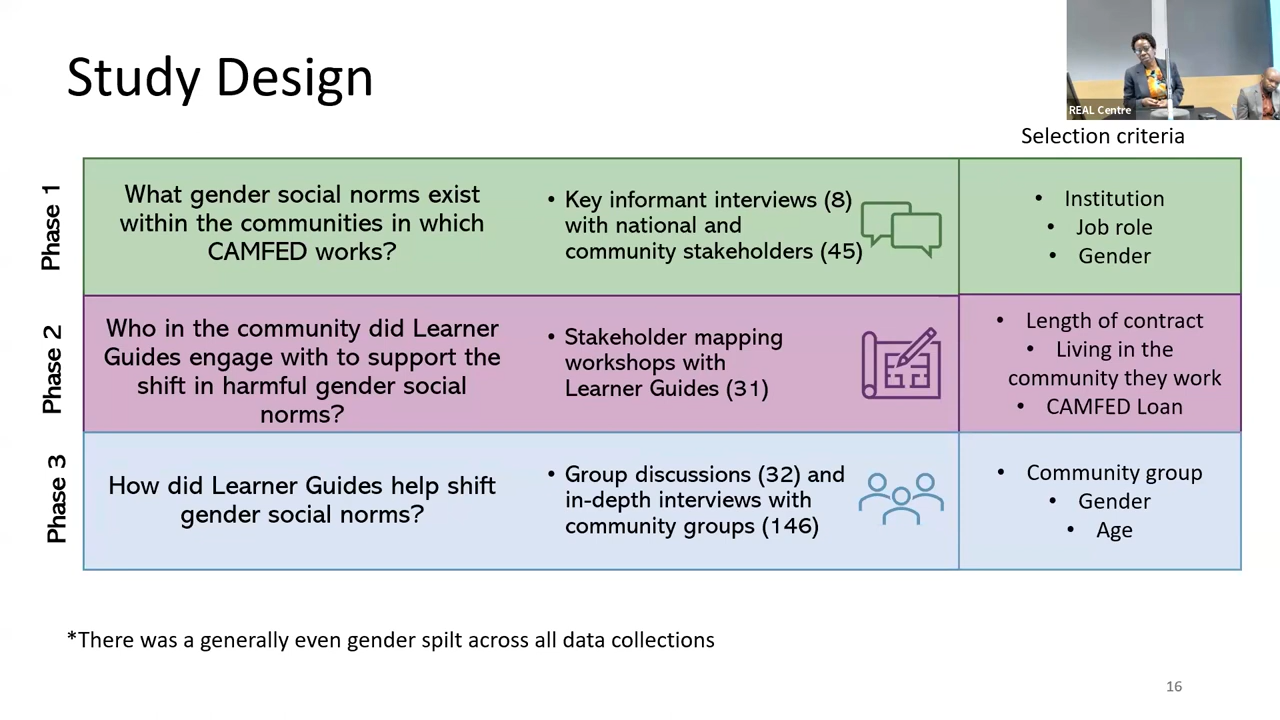 Study Design
REAL Centre
Selection criteria
Phase 1
What gender social norms exist
within the communities in which
CAMFED works?
• Key informant interviews (8)
with national and
community stakeholders (45)
• Institution
• Job role
• Gender
Phase 2
Who in the community did Learner
Guides engage with to support the
shift in harmful gender social
norms?
• Stakeholder mapping
workshops with
Learner Guides (31)
• Length of contract
• Living in the
community they work
• CAMFED Loan
Phase 3
How did Learner Guides help shift
gender social norms?
• Group discussions (32) and
in-depth interviews with
community groups (146)
• Community group
• Gender
• Age
*There was a generally even gender spilt across all data collections
16